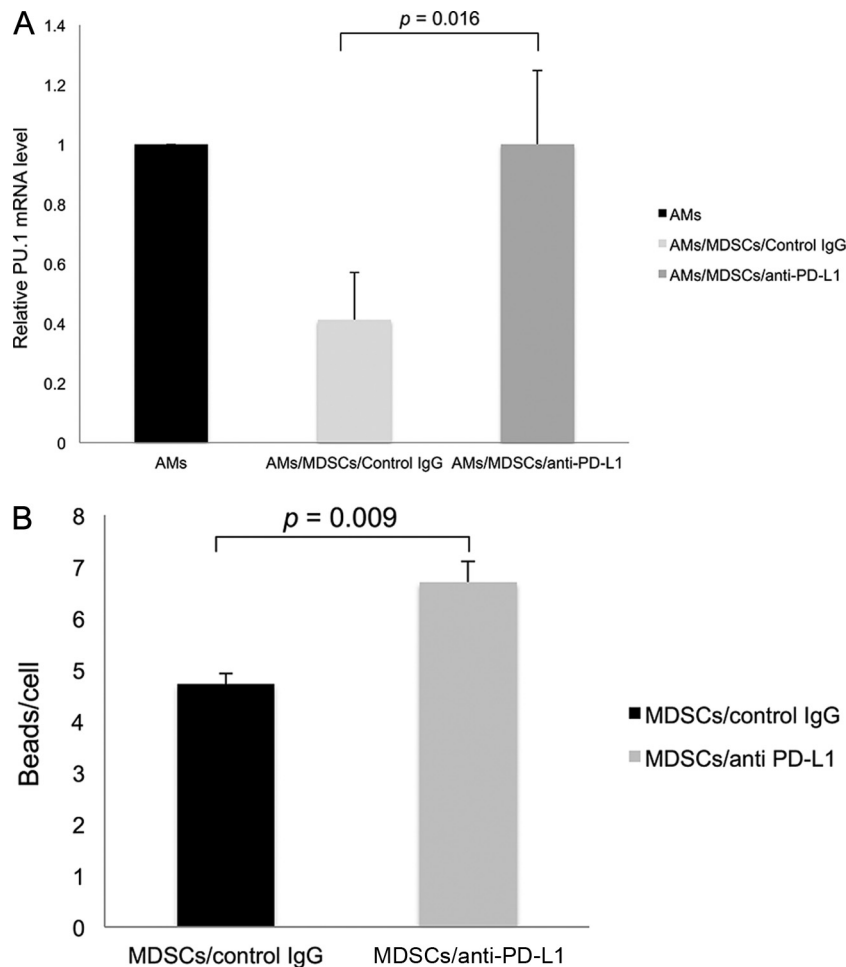 A
p = 0.016
Relative PU.1 mRNA level
1.4
1.2
1
0.8
0.6
0.4
0.2
0
AMs
AMs/MDSCs/Control IgG
AMs/MDSCs/anti-PD-L1
AMs
AMs/MDSCs/Control IgG
AMs/MDSCs/anti-PD-L1
B
p = 0.009
Beads/cell
8
7
6
5
4
3
2
1
0
MDSCs/control IgG
MDSCs/anti-PD-L1
MDSCs/control IgG
MDSCs/anti PD-L1